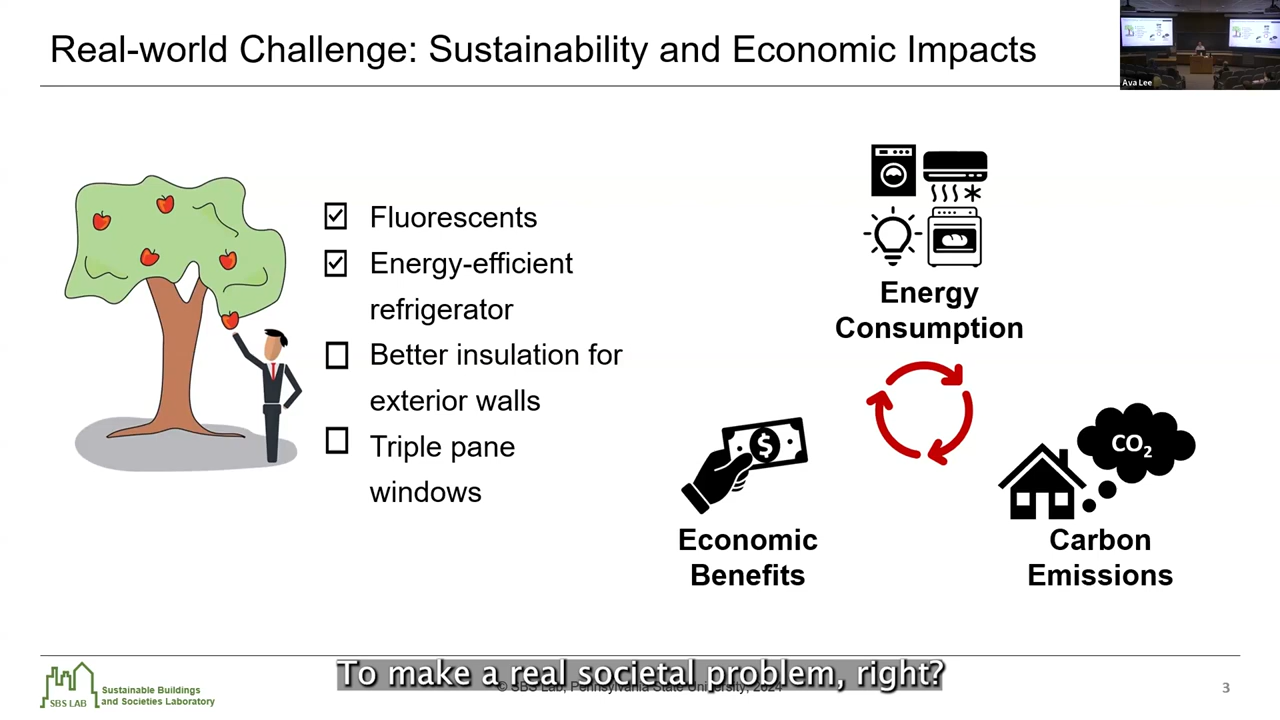 Real-world Challenge: Sustainability and Economic Impacts
Ava Lee
Fluorescents
Energy-efficient
refrigerator
Better insulation for
exterior walls
Triple pane
windows
Energy
Consumption
$
CO2
Economic
Benefits
Carbon
Emissions
To make a real societal problem, right?
© SBS Lab, Pennsylvania State University, 2024
SBS LAB
Sustainable Buildings
and Societies Laboratory
3